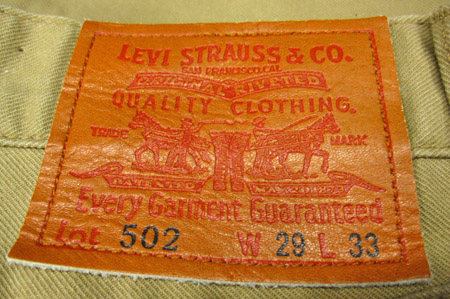 LEVI STRAUSS & CO.
SAN FRANCISCO, CAL.
ORIGINAL RIVETED
QUALITY CLOTHING.
TRADE MARK
PATENTED
Every Garment Guaranteed
Lot 502 W 29 L 33